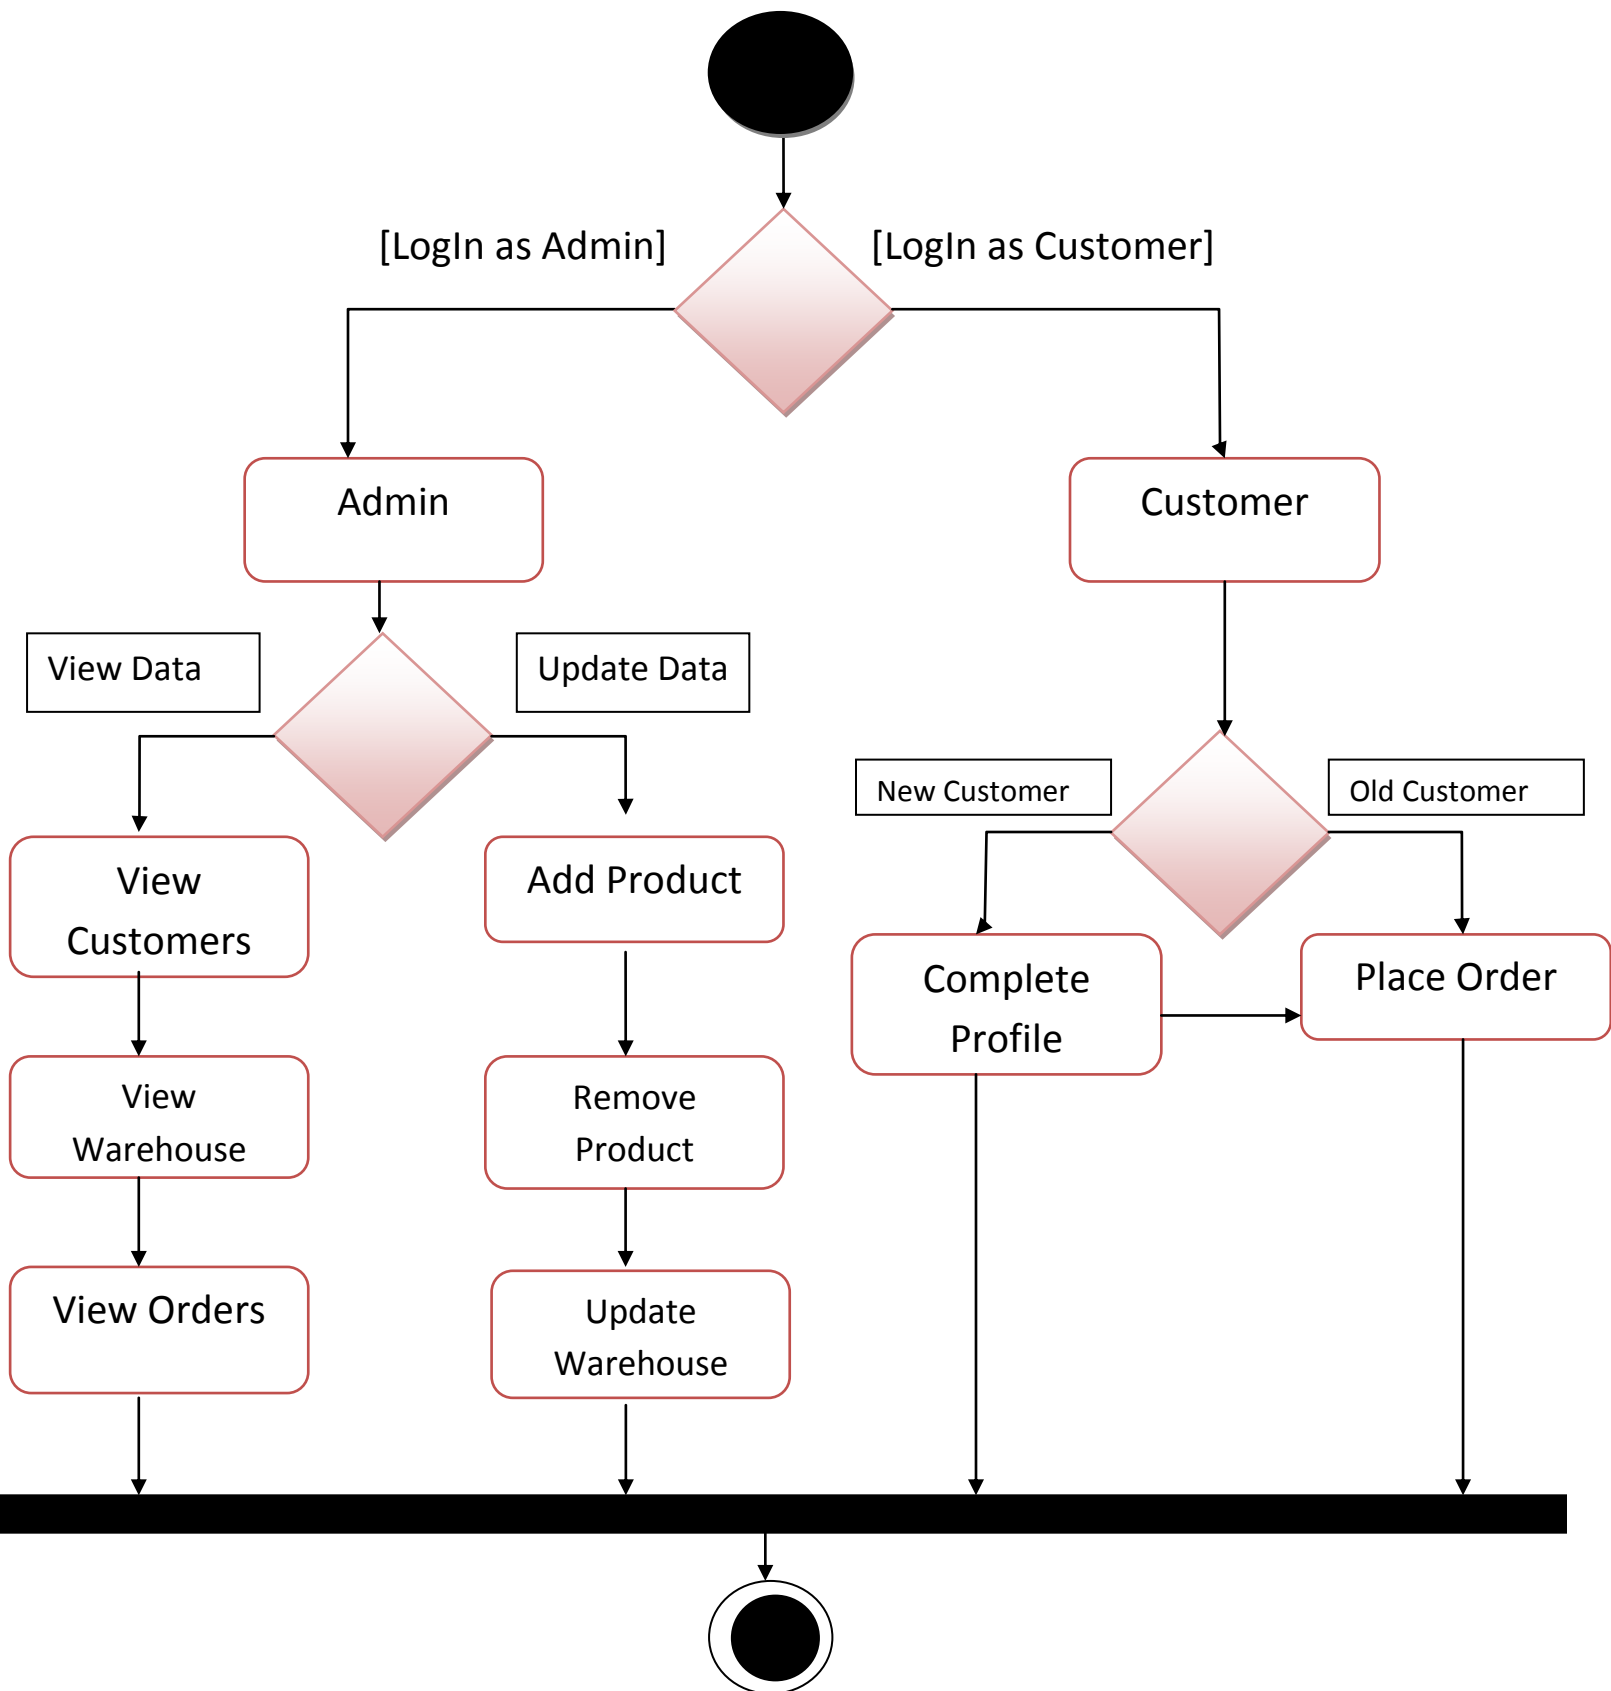 [LogIn as Admin]
[LogIn as Customer]
Admin
Customer
View Data
Update Data
New Customer
Old Customer
View
Customers
Add Product
Complete
Profile
Place Order
View
Warehouse
Remove
Product
View Orders
Update
Warehouse